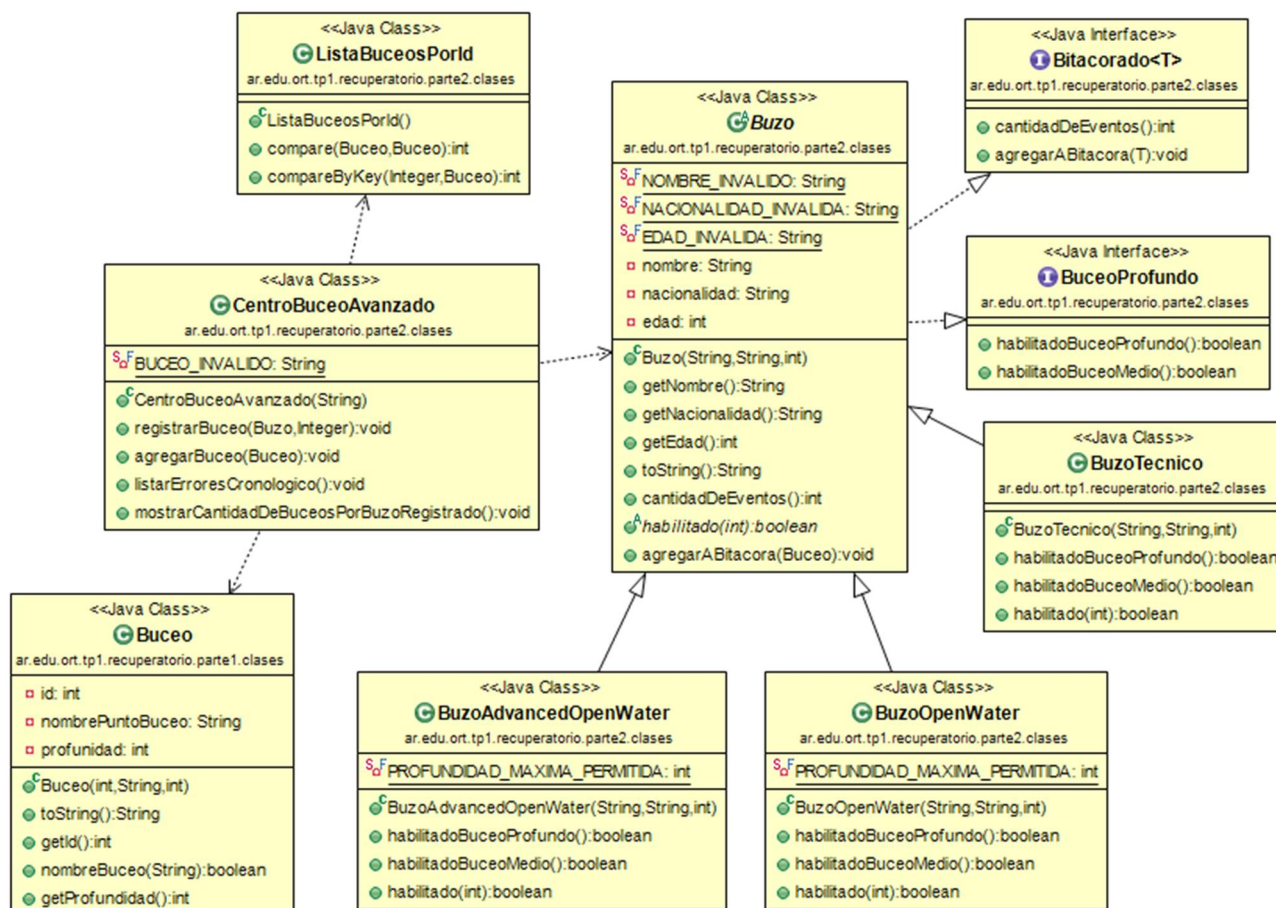 <<Java Class>>
ListaBuceosPorId
ar.edu.ort.tp1.recuperatorio.parte2.clases
ListaBuceosPorId()
compare(Buceo,Buceo):int
compareByKey(Integer,Buceo):int
<<Java Class>>
Buzo
ar.edu.ort.tp1.recuperatorio.parte2.clases
NOMBRE_INVALIDO: String
NACIONALIDAD_INVALIDA: String
EDAD_INVALIDA: String
nombre: String
nacionalidad: String
edad: int
Buzo(String,String,int)
getNombre():String
getNacionalidad():String
getEdad():int
toString():String
cantidadDeEventos():int
habilitado(int):boolean
agregarABitacora(Buceo):void
<<Java Interface>>
Bitacorado<T>
ar.edu.ort.tp1.recuperatorio.parte2.clases
cantidadDeEventos():int
agregarABitacora(T):void
<<Java Interface>>
BuceoProfundo
ar.edu.ort.tp1.recuperatorio.parte2.clases
habilitadoBuceoProfundo():boolean
habilitadoBuceoMedio():boolean
<<Java Class>>
CentroBuceoAvanzado
ar.edu.ort.tp1.recuperatorio.parte2.clases
BUCEO_INVALIDO: String
CentroBuceoAvanzado(String)
registrarBuceo(Buzo,Integer):void
agregarBuceo(Buceo):void
listarErroresCronologico():void
mostrarCantidadDeBuceosPorBuzoRegistrado():void
<<Java Class>>
BuzoTecnico
ar.edu.ort.tp1.recuperatorio.parte2.clases
BuzoTecnico(String,String,int)
habilitadoBuceoProfundo():boolean
habilitadoBuceoMedio():boolean
habilitado(int):boolean
<<Java Class>>
Buceo
ar.edu.ort.tp1.recuperatorio.parte1.clases
id: int
nombrePuntoBuceo: String
profunidad: int
Buceo(int,String,int)
toString():String
getId():int
nombreBuceo(String):boolean
getProfundidad():int
<<Java Class>>
BuzoAdvancedOpenWater
ar.edu.ort.tp1.recuperatorio.parte2.clases
PROFUNDIDAD_MAXIMA_PERMITIDA: int
BuzoAdvancedOpenWater(String,String,int)
habilitadoBuceoProfundo():boolean
habilitadoBuceoMedio():boolean
habilitado(int):boolean
<<Java Class>>
BuzoOpenWater
ar.edu.ort.tp1.recuperatorio.parte2.clases
PROFUNDIDAD_MAXIMA_PERMITIDA: int
BuzoOpenWater(String,String,int)
habilitadoBuceoProfundo():boolean
habilitadoBuceoMedio():boolean
habilitado(int):boolean